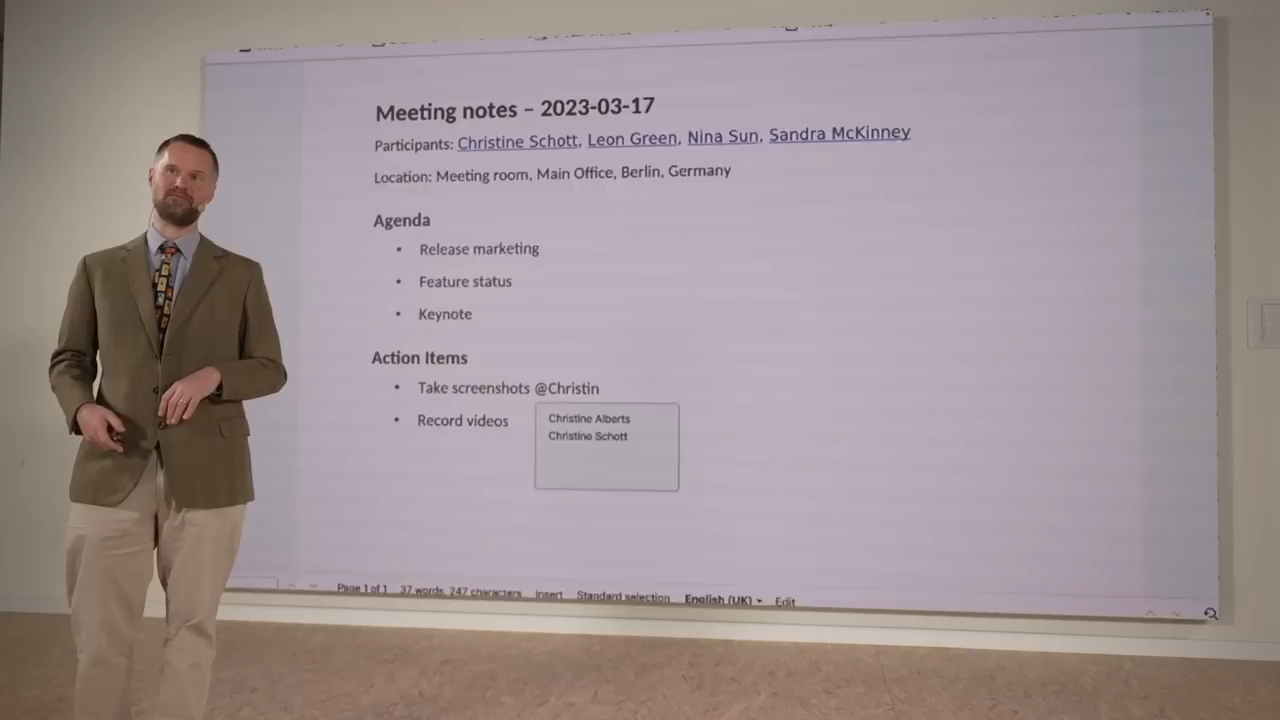 Meeting notes – 2023-03-17
Participants: Christine Schott, Leon Green, Nina Sun, Sandra McKinney
Location: Meeting room, Main Office, Berlin, Germany
Agenda
• Release marketing
• Feature status
• Keynote
Action Items
• Take screenshots @Christin
• Record videos
Christine Alberts
Christine Schott
Page 1 of 1 37 words, 247 characters Insert Standard selection English (UK) Edit